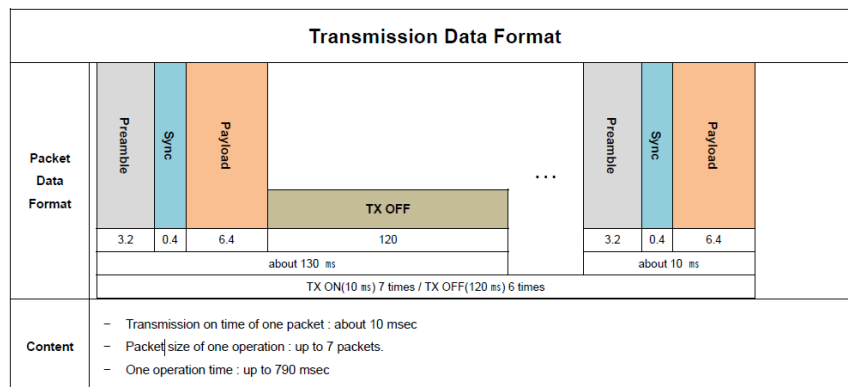 Transmission Data Format
Packet
Data
Format
Preamble
Sync
Payload
TX OFF
...
Preamble
Sync
Payload
3.2 0.4 6.4 120 3.2 0.4 6.4
about 130 ms about 10 ms
TX ON(10 ms) 7 times / TX OFF(120 ms) 6 times
Content
－ Transmission on time of one packet : about 10 msec
－ Packet size of one operation : up to 7 packets.
－ One operation time : up to 790 msec